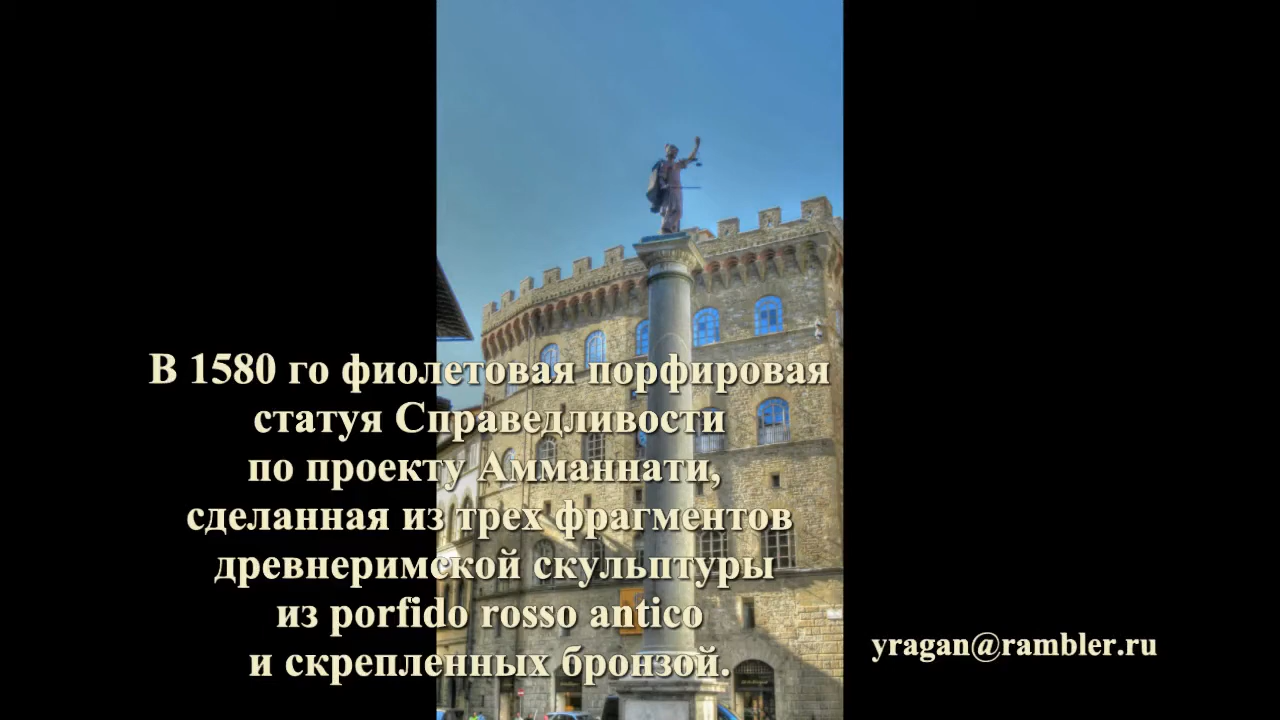 В 1580 го фиолетовая порфировая
статуя Справедливости
по проекту Амманнати,
сделанная из трех фрагментов
древнеримской скульптуры
из porfido rosso antico
и скрепленных бронзой.
yragan@rambler.ru